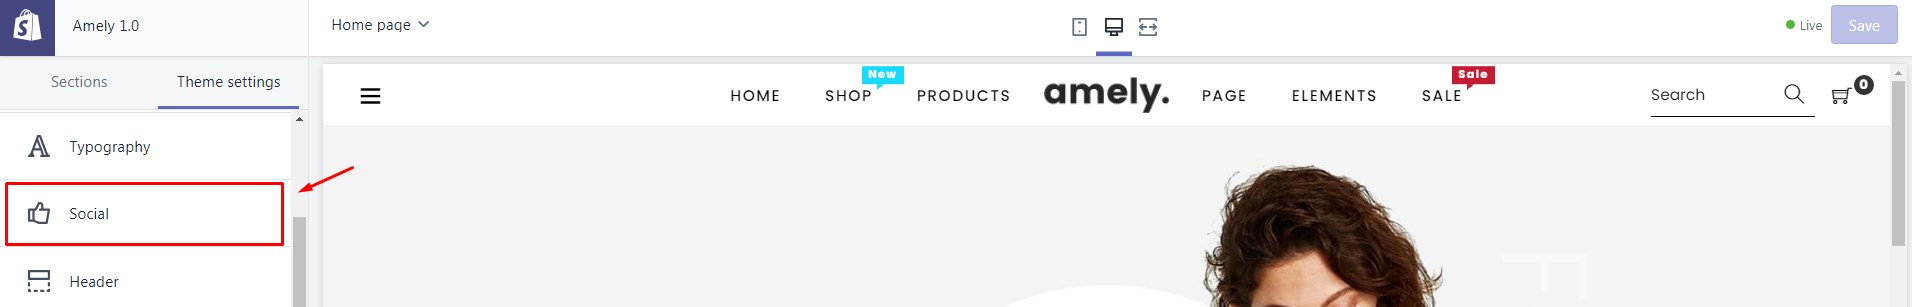 Amely 1.0
Home page
Live
Save
Sections
Theme settings
Typography
Social
Header
New
Sale
HOME SHOP PRODUCTS amely. PAGE ELEMENTS SALE
Search
0
F